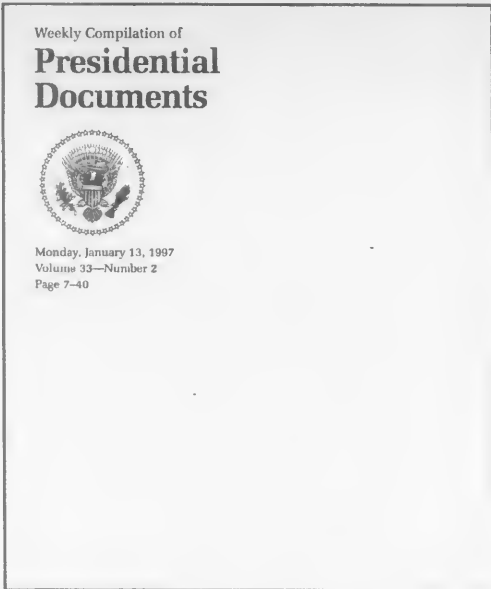 Weekly Compilation of
Presidential
Documents
Monday, January 13, 1997
Volume 33—Number 2
Page 7–40